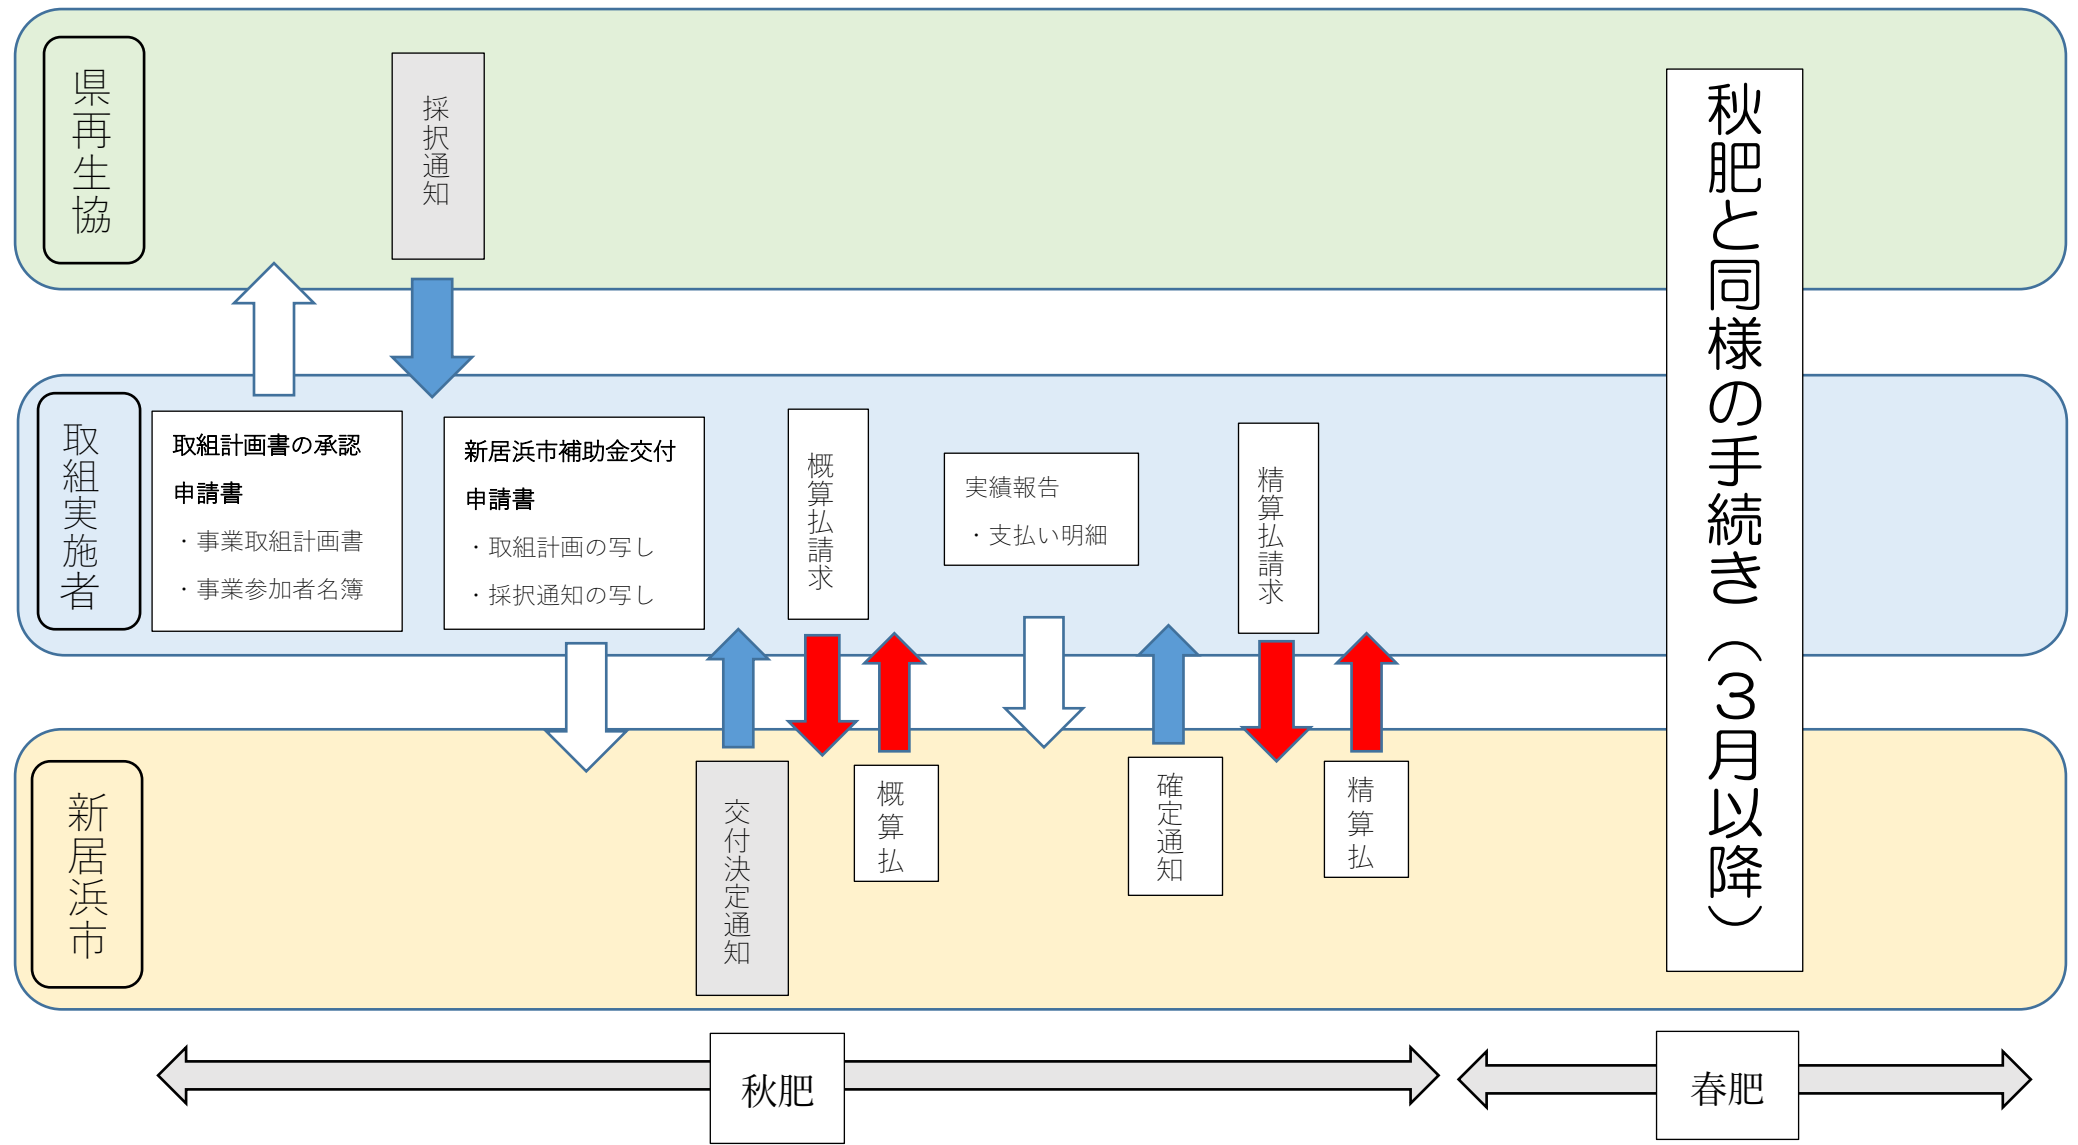 県再生協
採択通知
取組実施者
取組計画書の承認
申請書
・事業取組計画書
・事業参加者名簿
新居浜市補助金交付
申請書
・取組計画の写し
・採択通知の写し
概算払請求
実績報告
・支払い明細
精算払請求
新居浜市
交付決定通知
概算払
確定通知
精算払
秋肥と同様の手続き（３月以降）
秋肥
春肥